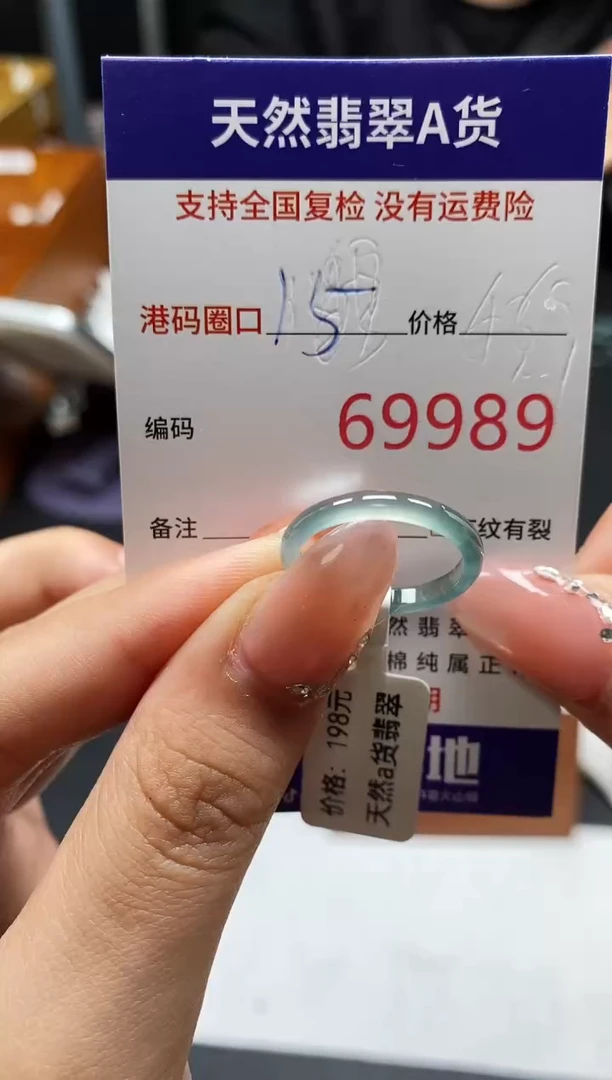 天然翡翠A货
支持全国复检 没有运费险
港码圈口 15 价格
编码 69989
备注 纹有裂
然翡翠
棉纯属正
用
地
价格：198元
天然a货翡翠